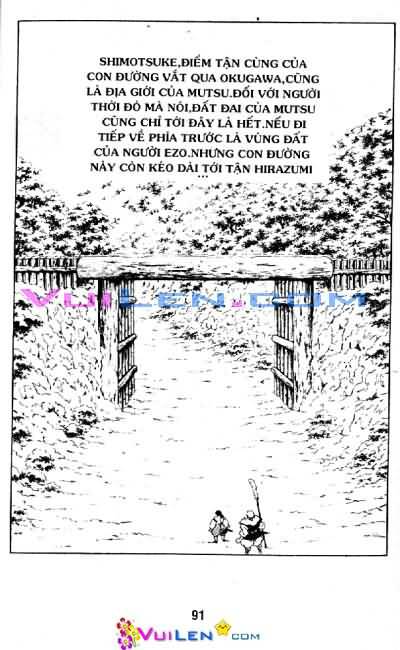 SHIMOTSUKE,ĐIỂM TẬN CÙNG CỦA
CON ĐƯỜNG VẮT QUA OKUGAWA,CŨNG
LÀ ĐỊA GIỚI CỦA MUTSU.ĐỐI VỚI NGƯỜI
THỜI ĐÓ MÀ NÓI,ĐẤT ĐAI CỦA MUTSU
CŨNG CHỈ TỚI ĐÂY LÀ HẾT.NẾU ĐI
TIẾP VỀ PHÍA TRƯỚC LÀ VÙNG ĐẤT
CỦA NGƯỜI EZO.NHƯNG CON ĐƯỜNG
NÀY CÒN KÉO DÀI TỚI TẬN HIRAZUMI
...
VUILEN.COM
91
VUILEN.COM